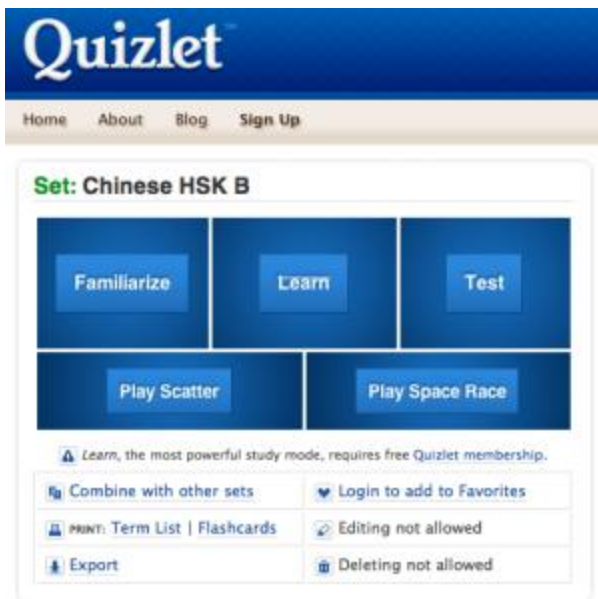 Quizlet
Home About Blog Sign Up
Set: Chinese HSK B
Familiarize Learn Test
Play Scatter Play Space Race
Learn, the most powerful study mode, requires free Quizlet membership.
Combine with other sets Login to add to Favorites
PRINT: Term List | Flashcards Editing not allowed
Export Deleting not allowed